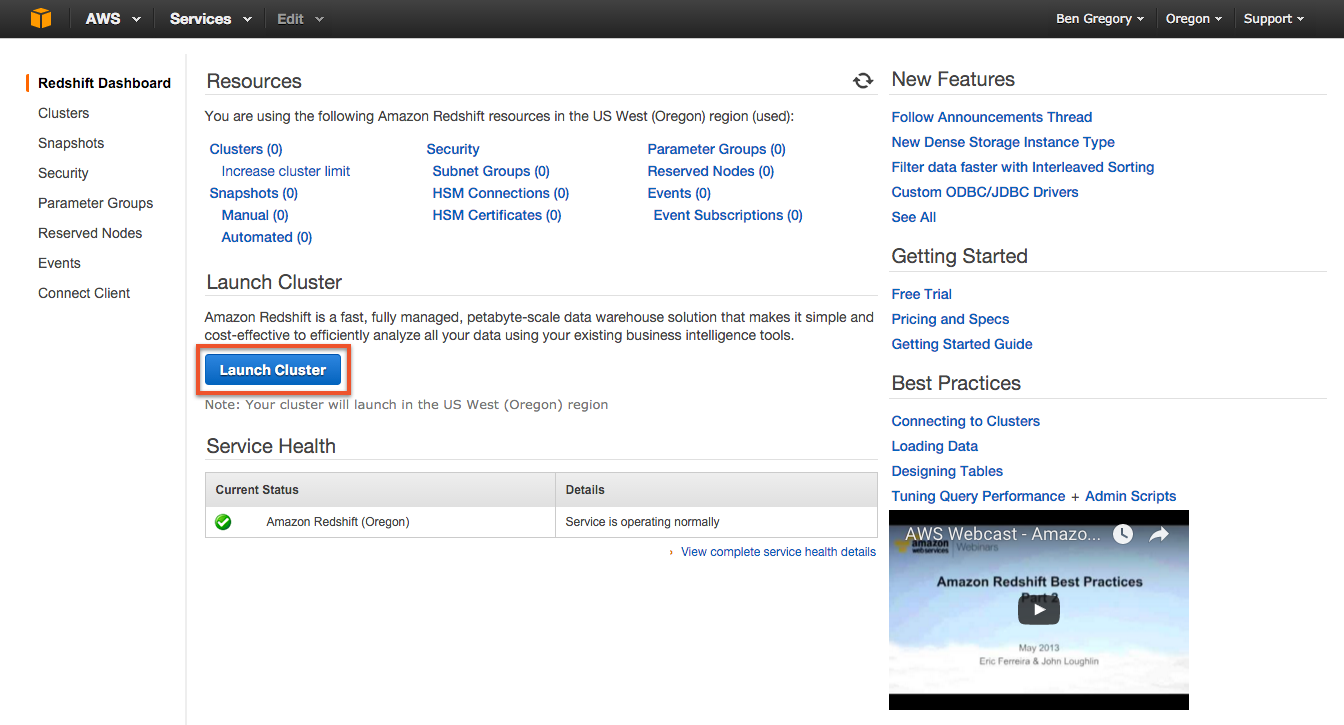 AWS Services Edit Ben Gregory Oregon Support
Redshift Dashboard
Clusters
Snapshots
Security
Parameter Groups
Reserved Nodes
Events
Connect Client
Resources
You are using the following Amazon Redshift resources in the US West (Oregon) region (used):
Clusters (0)
Increase cluster limit
Snapshots (0)
Manual (0)
Automated (0)
Security
Subnet Groups (0)
HSM Connections (0)
HSM Certificates (0)
Parameter Groups (0)
Reserved Nodes (0)
Events (0)
Event Subscriptions (0)
Launch Cluster
Amazon Redshift is a fast, fully managed, petabyte-scale data warehouse solution that makes it simple and
cost-effective to efficiently analyze all your data using your existing business intelligence tools.
Launch Cluster
Note: Your cluster will launch in the US West (Oregon) region
Service Health
Current Status Details
Amazon Redshift (Oregon) Service is operating normally
› View complete service health details
New Features
Follow Announcements Thread
New Dense Storage Instance Type
Filter data faster with Interleaved Sorting
Custom ODBC/JDBC Drivers
See All
Getting Started
Free Trial
Pricing and Specs
Getting Started Guide
Best Practices
Connecting to Clusters
Loading Data
Designing Tables
Tuning Query Performance + Admin Scripts
AWS Webcast - Amazo...
amazon
web services
Webinars
Amazon Redshift Best Practices
Part 2
May 2013
Eric Ferreira & John Loughlin